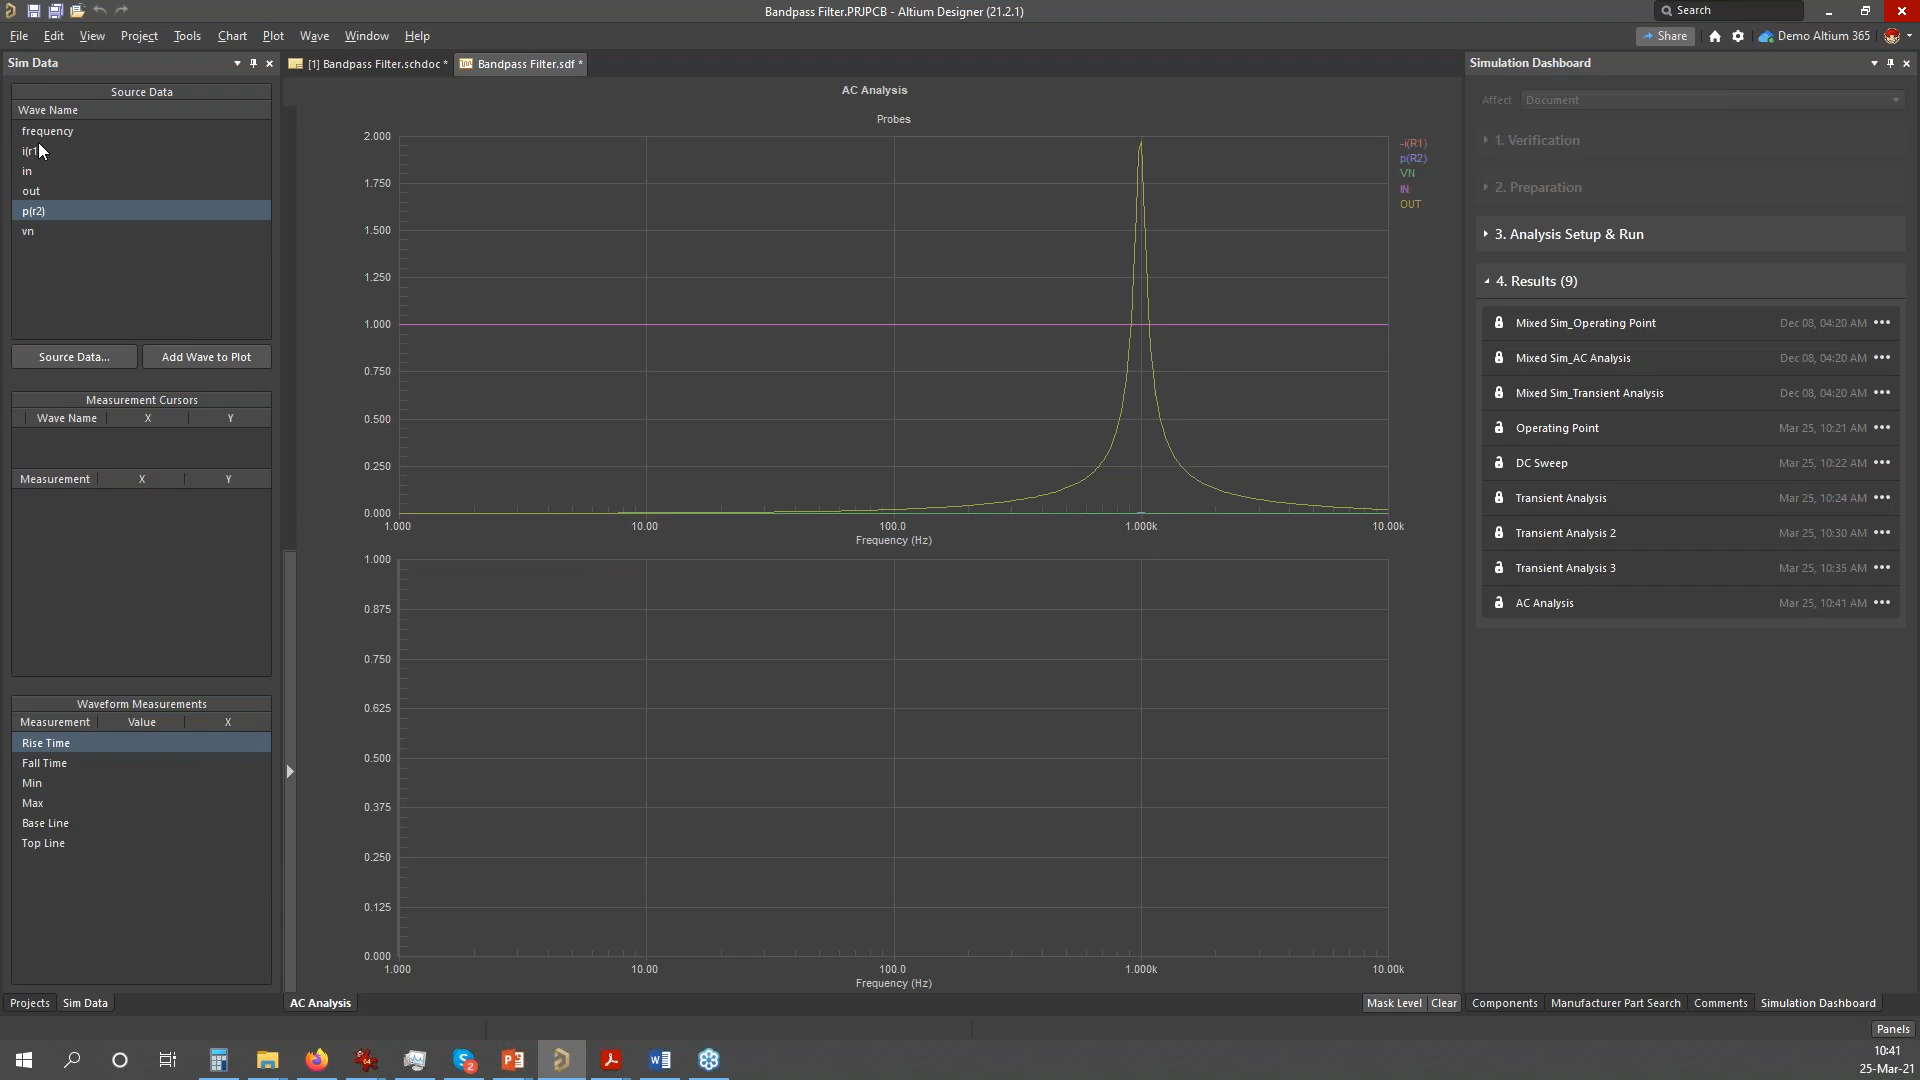 Bandpass Filter.PRJPCB - Altium Designer (21.2.1)
Search
File Edit View Project Tools Chart Plot Wave Window Help
Share
Demo Altium 365
Sim Data
[1] Bandpass Filter.schdoc *
Bandpass Filter.sdf *
Simulation Dashboard
Source Data
Wave Name
frequency
i(r1
in
out
p(r2)
vn
Source Data...
Add Wave to Plot
Measurement Cursors
Wave Name X Y
Measurement X Y
Waveform Measurements
Measurement Value X
Rise Time
Fall Time
Min
Max
Base Line
Top Line
Projects
Sim Data
AC Analysis
Probes
2.000
1.750
1.500
1.250
1.000
0.750
0.500
0.250
0.000
1.000 10.00 100.0 1.000k 10.00k
Frequency (Hz)
-i(R1)
p(R2)
VN
IN
OUT
1.000
0.875
0.750
0.625
0.500
0.375
0.250
0.125
0.000
1.000 10.00 100.0 1.000k 10.00k
Frequency (Hz)
AC Analysis
Mask Level
Clear
Affect Document
1. Verification
2. Preparation
3. Analysis Setup & Run
4. Results (9)
Mixed Sim_Operating Point Dec 08, 04:20 AM
Mixed Sim_AC Analysis Dec 08, 04:20 AM
Mixed Sim_Transient Analysis Dec 08, 04:20 AM
Operating Point Mar 25, 10:21 AM
DC Sweep Mar 25, 10:22 AM
Transient Analysis Mar 25, 10:24 AM
Transient Analysis 2 Mar 25, 10:30 AM
Transient Analysis 3 Mar 25, 10:35 AM
AC Analysis Mar 25, 10:41 AM
Components
Manufacturer Part Search
Comments
Simulation Dashboard
Panels
64
2
10:41
25-Mar-21